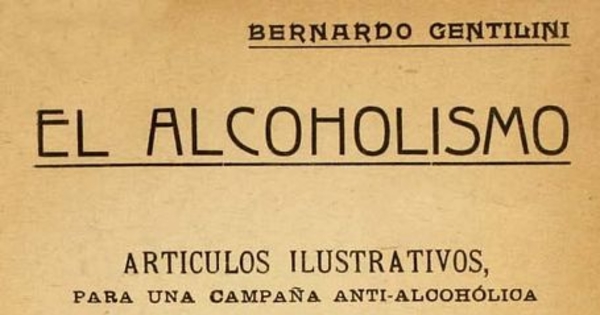 BERNARDO GENTILINI
EL ALCOHOLISMO
ARTICULOS ILUSTRATIVOS,
PARA UNA CAMPAÑA ANTI-ALCOHÓLICA